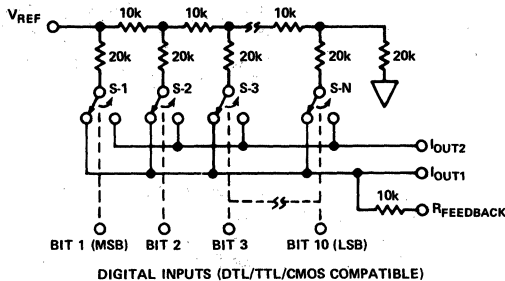 VREF 10k 10k 10k
20k 20k 20k 20k 20k
S-1 S-2 S-3 S-N
IOUT2
IOUT1
10k
RFEEDBACK
BIT 1 (MSB) BIT 2 BIT 3 BIT 10 (LSB)
DIGITAL INPUTS (DTL/TTL/CMOS COMPATIBLE)